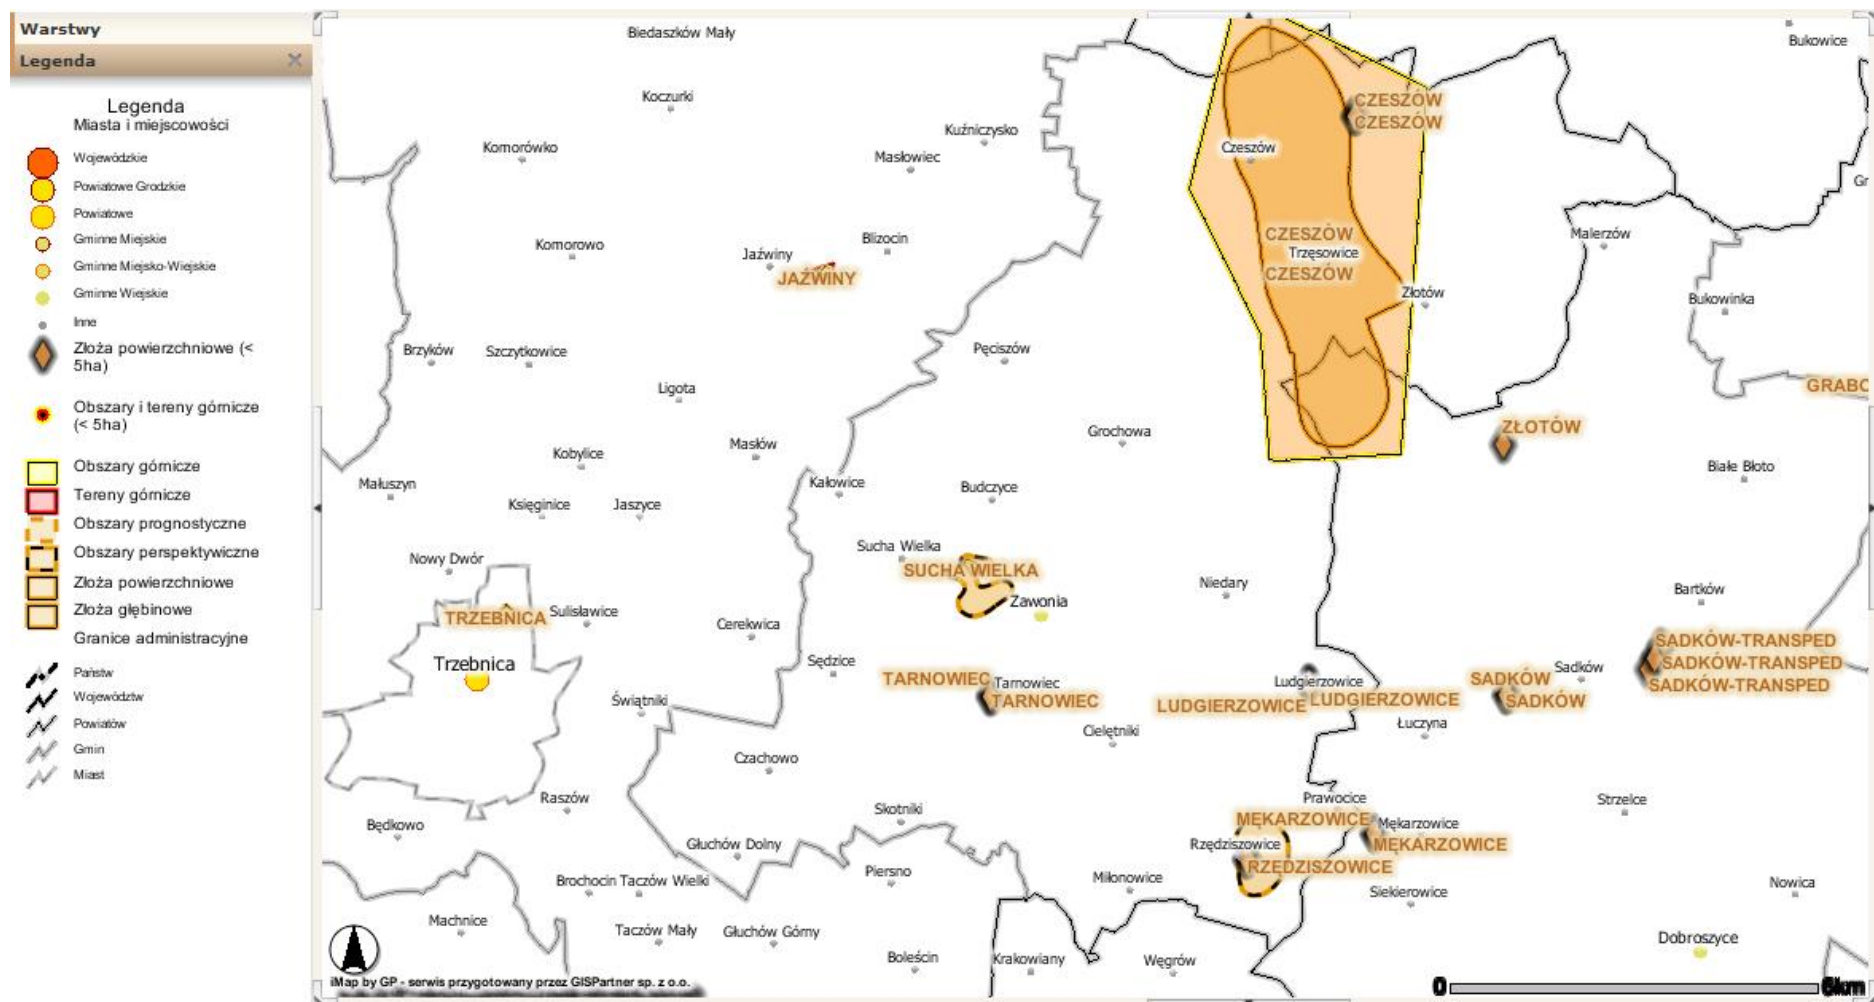 Warstwy
Legenda
Legenda
Miasta i miejscowości
Wojewódzkie
Powiatowe Grodzkie
Powiatowe
Gminne Miejskie
Gminne Miejsko-Wiejskie
Gminne Wiejskie
Inne
Złoża powierzchniowe (<
5ha)
Obszary i tereny górnicze
(< 5ha)
Obszary górnicze
Tereny górnicze
Obszary prognostyczne
Obszary perspektywiczne
Złoża powierzchniowe
Złoża głębinowe
Granice administracyjne
Państw
Województw
Powiatów
Gmin
Miast
Biedaszków Mały
Bukowice
Koczurki
CZESZÓW
CZESZÓW
Kuźniczysko
Komorówko
Masłowiec
Czeszów
Gr
Komorowo
Jaźwiny
Blizocin
CZESZÓW
Malerzów
Trzęsowice
JAŹWINY
CZESZÓW
Złotów
Bukowinka
Brzyków
Szczytkowice
Pęciszów
Ligota
GRABO
Masłów
Grochowa
ZŁOTÓW
Kobylice
Białe Błoto
Małuszyn
Kałowice
Budczyce
Księginice
Jaszyce
Nowy Dwór
Sucha Wielka
SUCHA WIELKA
Niedary
Bartków
TRZEBNICA
Sulisławice
Zawonia
Cerekwica
SADKÓW-TRANSPED
Trzebnica
Sędzice
SADKÓW-TRANSPED
TARNOWIEC
Tarnowiec
Ludgierzowice
SADKÓW
Sadków
SADKÓW-TRANSPED
Świątniki
TARNOWIEC
LUDGIERZOWICE
LUDGIERZOWICE
SADKÓW
Cielętniki
Łuczyna
Czachowo
Raszów
Skotniki
Prawocice
Strzelce
Będkowo
MĘKARZOWICE
Mękarzowice
Głuchów Dolny
Rzędziszowice
MĘKARZOWICE
Piersno
RZĘDZISZOWICE
Brochocin
Taczów Wielki
Miłonowice
Siekierowice
Nowica
Machnice
Taczów Mały
Głuchów Górny
Dobroszyce
Boleścin
Krakowiany
Węgrów
iMap by GP - serwis przygotowany przez GISPartner sp. z o.o.
0